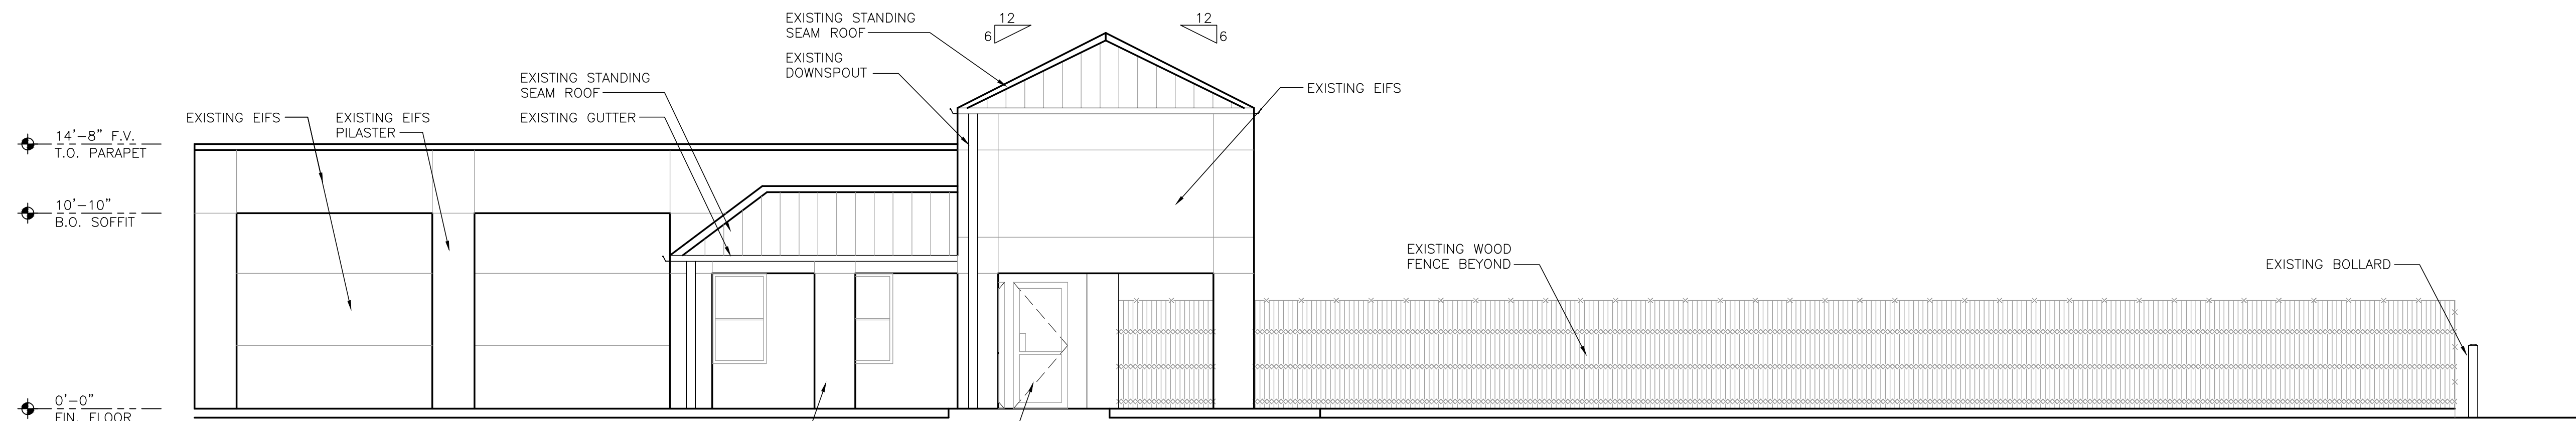 EXISTING STANDING
SEAM ROOF
12
6
12
6
EXISTING
DOWNSPOUT
EXISTING STANDING
SEAM ROOF
EXISTING EIFS
EXISTING EIFS
EXISTING EIFS
PILASTER
EXISTING GUTTER
14'-8" F.V.
T.O. PARAPET
10'-10"
B.O. SOFFIT
EXISTING WOOD
FENCE BEYOND
EXISTING BOLLARD
0'-0"
FIN. FLOOR